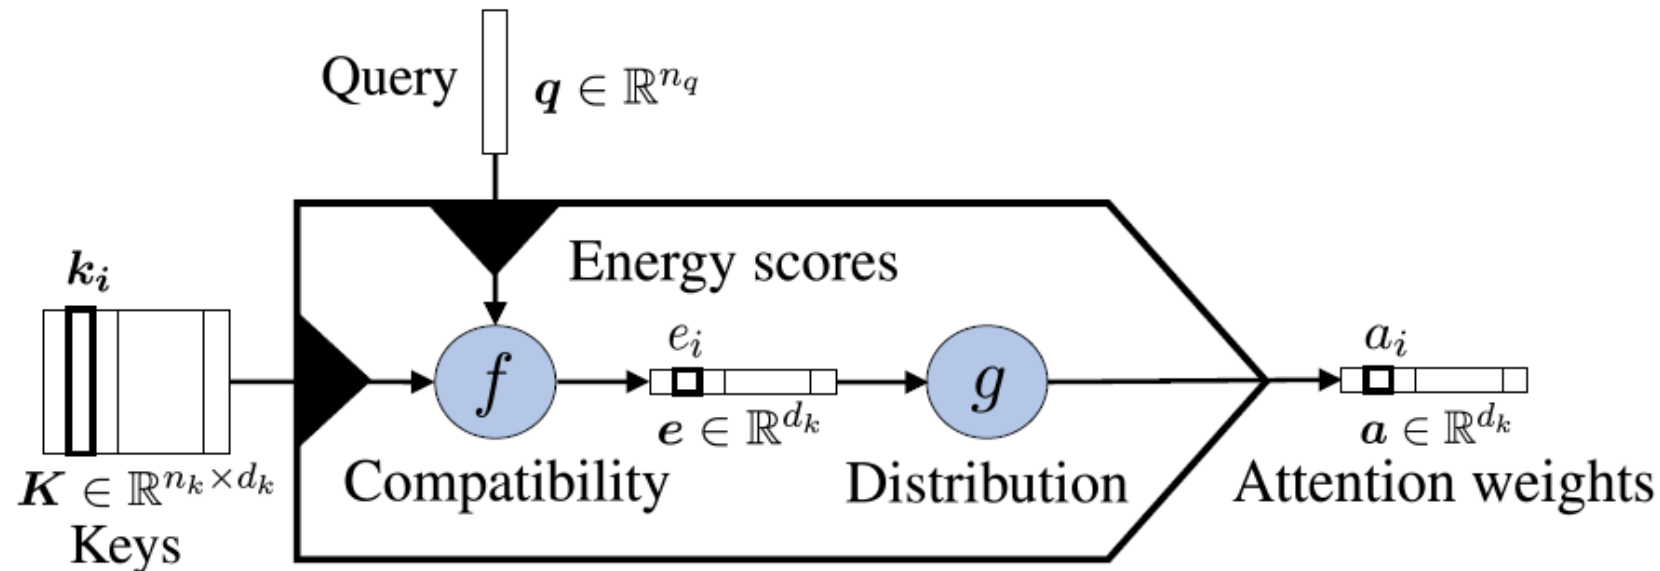 Query
q ∈ ℝ^{n_q}
Energy scores
k_i
e_i
a_i
f
g
e ∈ ℝ^{d_k}
a ∈ ℝ^{d_k}
K ∈ ℝ^{n_k×d_k}
Compatibility
Distribution
Attention weights
Keys